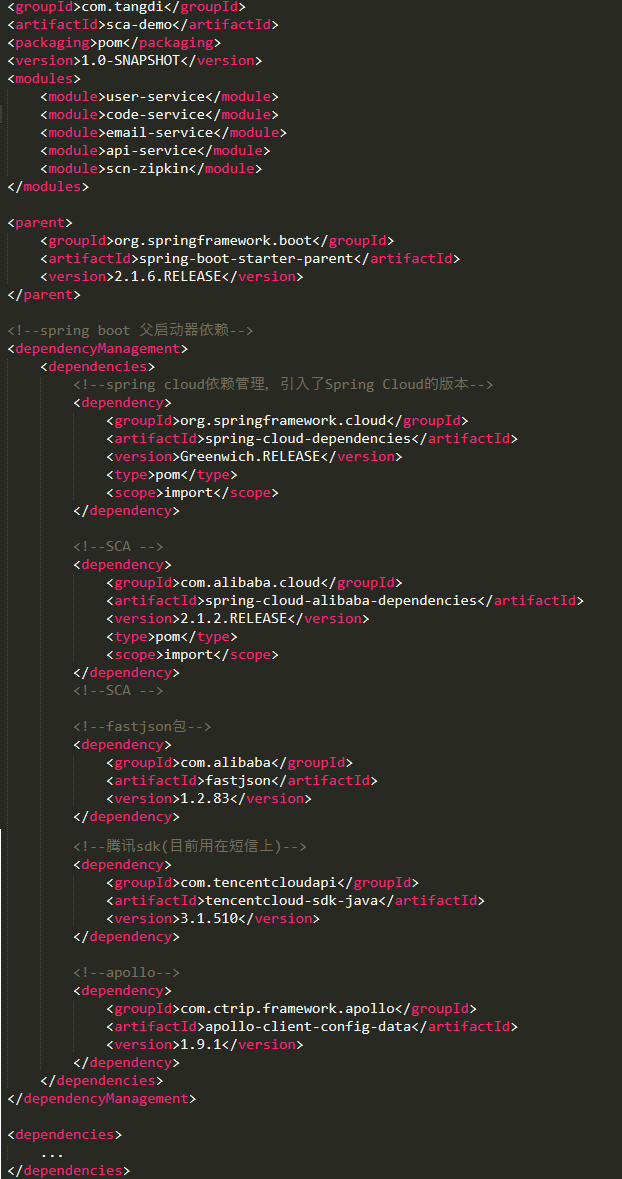 <groupId>com.tangdi</groupId>
<artifactId>sca-demo</artifactId>
<packaging>pom</packaging>
<version>1.0-SNAPSHOT</version>
<modules>
<module>user-service</module>
<module>code-service</module>
<module>email-service</module>
<module>api-service</module>
<module>scn-zipkin</module>
</modules>
<parent>
<groupId>org.springframework.boot</groupId>
<artifactId>spring-boot-starter-parent</artifactId>
<version>2.1.6.RELEASE</version>
</parent>
<!--spring boot 父启动器依赖-->
<dependencyManagement>
<dependencies>
<!--spring cloud依赖管理，引入了Spring Cloud的版本-->
<dependency>
<groupId>org.springframework.cloud</groupId>
<artifactId>spring-cloud-dependencies</artifactId>
<version>Greenwich.RELEASE</version>
<type>pom</type>
<scope>import</scope>
</dependency>
<!--SCA -->
<dependency>
<groupId>com.alibaba.cloud</groupId>
<artifactId>spring-cloud-alibaba-dependencies</artifactId>
<version>2.1.2.RELEASE</version>
<type>pom</type>
<scope>import</scope>
</dependency>
<!--SCA -->
<!--fastjson包-->
<dependency>
<groupId>com.alibaba</groupId>
<artifactId>fastjson</artifactId>
<version>1.2.83</version>
</dependency>
<!--腾讯sdk(目前用在短信上)-->
<dependency>
<groupId>com.tencentcloudapi</groupId>
<artifactId>tencentcloud-sdk-java</artifactId>
<version>3.1.510</version>
</dependency>
<!--apollo-->
<dependency>
<groupId>com.ctrip.framework.apollo</groupId>
<artifactId>apollo-client-config-data</artifactId>
<version>1.9.1</version>
</dependency>
</dependencies>
</dependencyManagement>
<dependencies>
...
</dependencies>